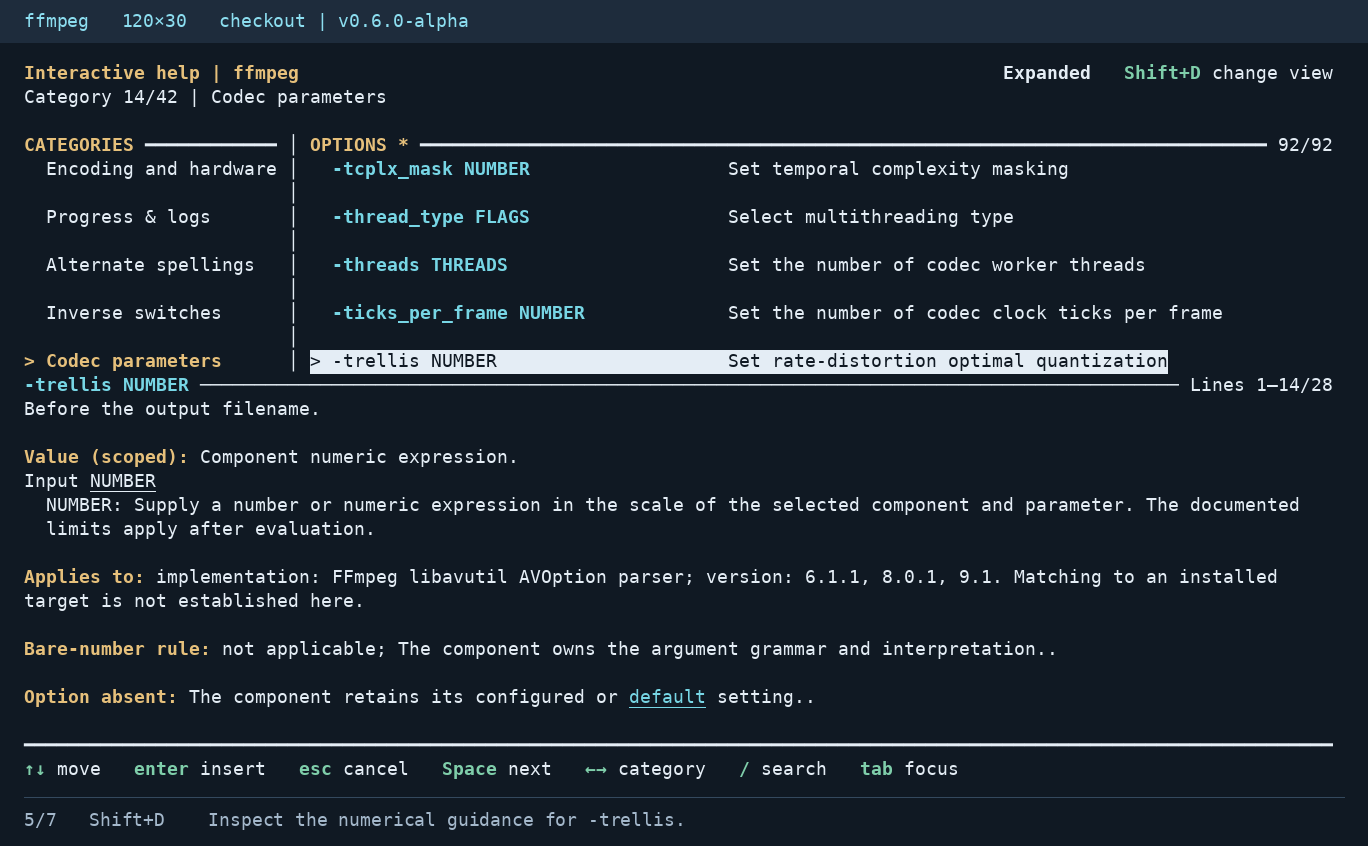 ffmpeg   120×30   checkout | v0.6.0-alpha
Interactive help | ffmpeg   Expanded   Shift+D change view
Category 14/42 | Codec parameters
CATEGORIES │ OPTIONS * 92/92
Encoding and hardware │ -tcplx_mask NUMBER   Set temporal complexity masking
Progress & logs │ -thread_type FLAGS   Select multithreading type
Alternate spellings │ -threads THREADS   Set the number of codec worker threads
Inverse switches │ -ticks_per_frame NUMBER   Set the number of codec clock ticks per frame
> Codec parameters │ > -trellis NUMBER   Set rate-distortion optimal quantization
-trellis NUMBER   Lines 1–14/28
Before the output filename.
Value (scoped): Component numeric expression.
Input NUMBER
NUMBER: Supply a number or numeric expression in the scale of the selected component and parameter. The documented
limits apply after evaluation.
Applies to: implementation: FFmpeg libavutil AVOption parser; version: 6.1.1, 8.0.1, 9.1. Matching to an installed
target is not established here.
Bare-number rule: not applicable; The component owns the argument grammar and interpretation..
Option absent: The component retains its configured or default setting..
↑↓ move   enter insert   esc cancel   Space next   ←→ category   / search   tab focus
5/7   Shift+D   Inspect the numerical guidance for -trellis.